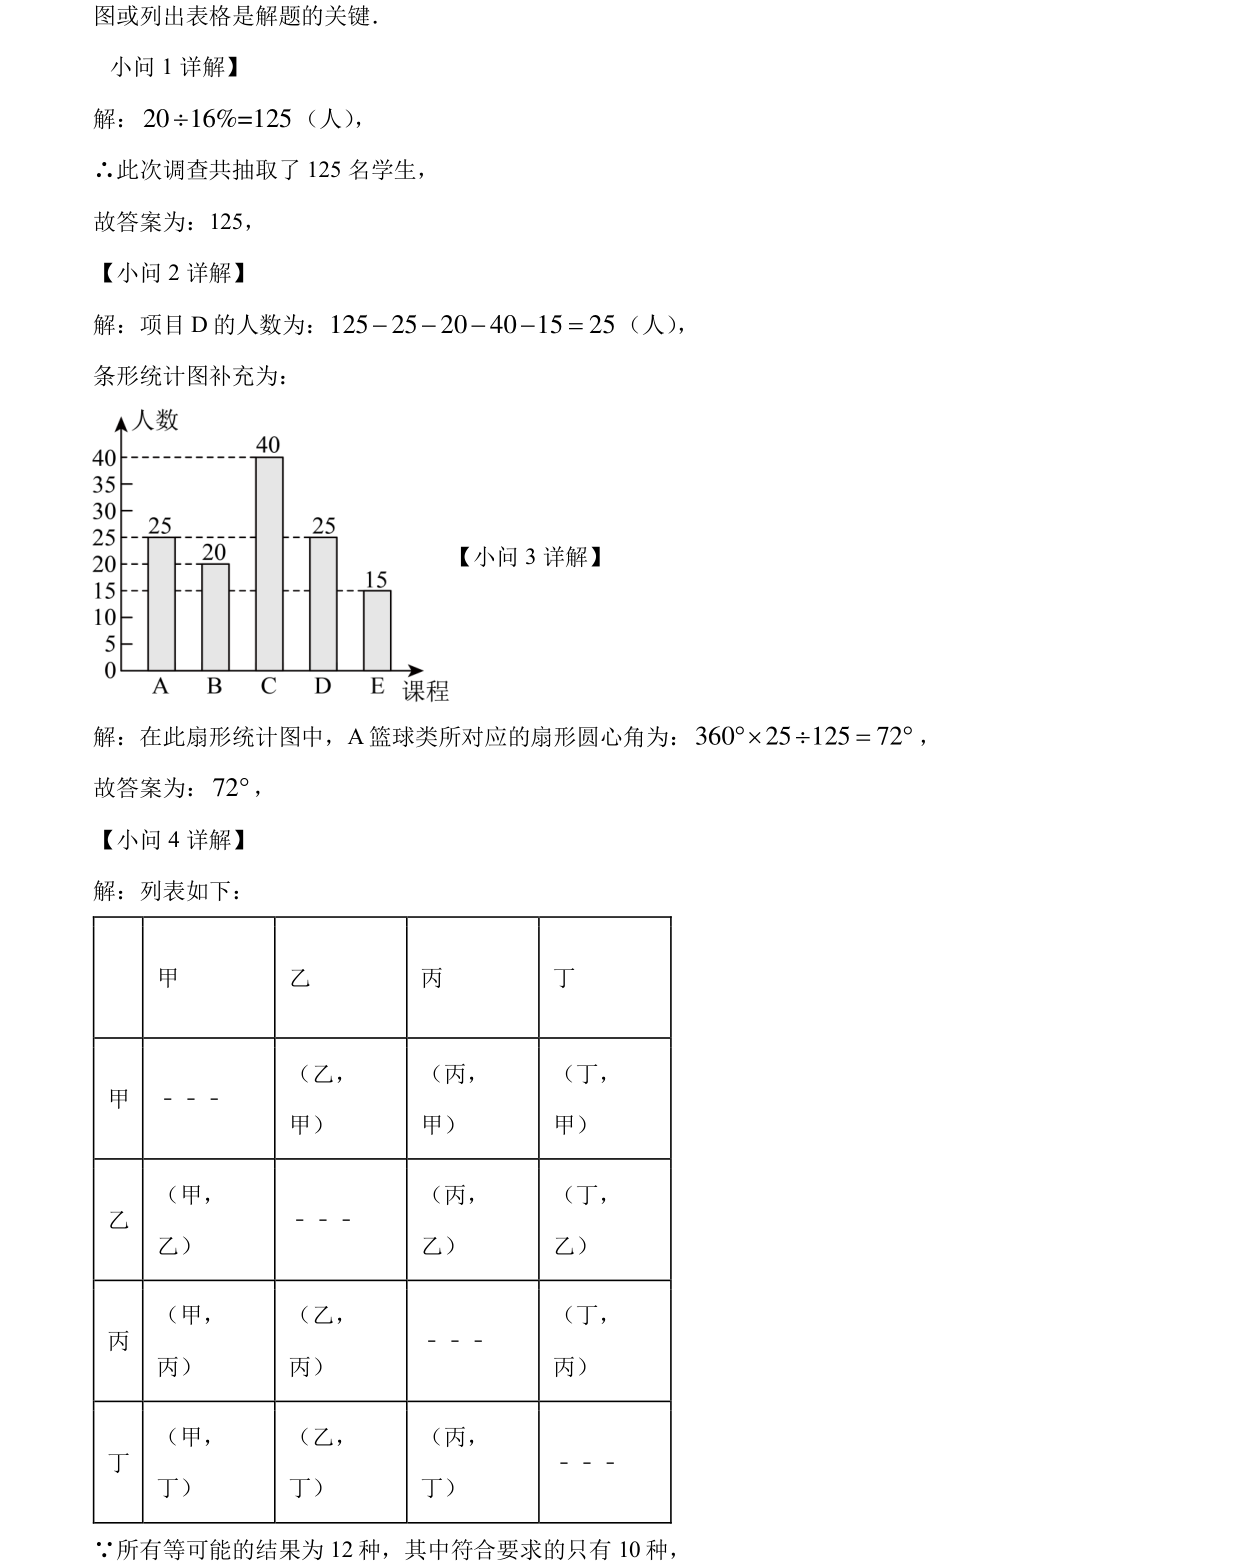 图或列出表格是解题的关键．
小问 1 详解】
解：20÷16%=125（人），
∴此次调查共抽取了 125 名学生，
故答案为：125，
【小问 2 详解】
解：项目 D 的人数为：125－25－20－40－15＝25（人），
条形统计图补充为：
人数
40
40
35
30
25
25
25
20
20
15
15
10
5
0
A B C D E 课程
【小问 3 详解】
解：在此扇形统计图中，A 篮球类所对应的扇形圆心角为：360°×25÷125＝72°，
故答案为：72°，
【小问 4 详解】
解：列表如下：
甲 乙 丙 丁
甲 - - - （乙，甲） （丙，甲） （丁，甲）
乙 （甲，乙） - - - （丙，乙） （丁，乙）
丙 （甲，丙） （乙，丙） - - - （丁，丙）
丁 （甲，丁） （乙，丁） （丙，丁） - - -
∵所有等可能的结果为 12 种，其中符合要求的只有 10 种，